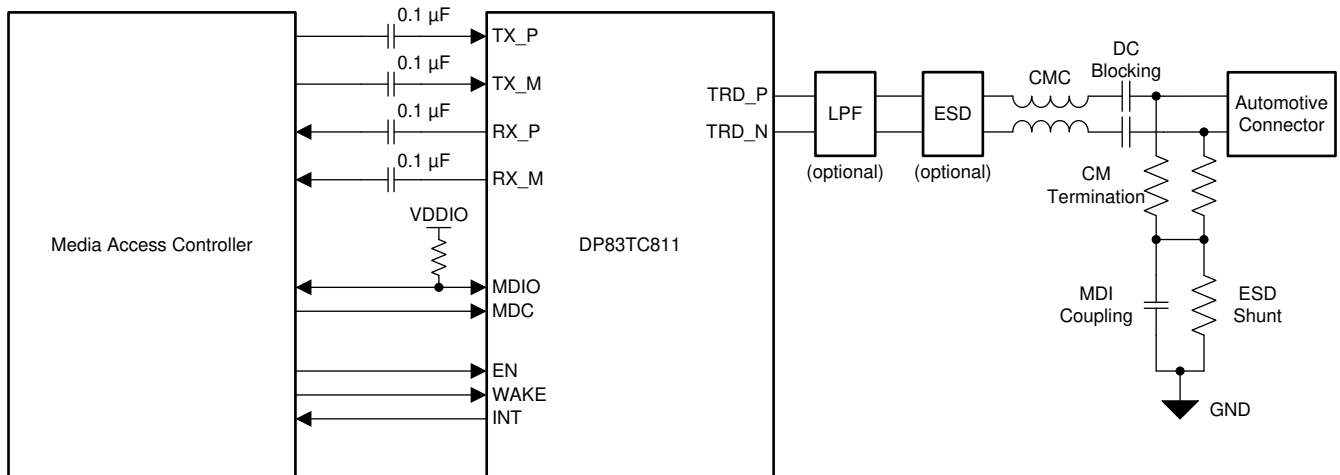 Media Access Controller
0.1 µF
TX_P
0.1 µF
TX_M
0.1 µF
RX_P
0.1 µF
RX_M
VDDIO
MDIO
MDC
EN
WAKE
INT
DP83TC811
TRD_P
TRD_N
LPF
(optional)
ESD
(optional)
CMC
DC
Blocking
Automotive
Connector
CM
Termination
MDI
Coupling
ESD
Shunt
GND